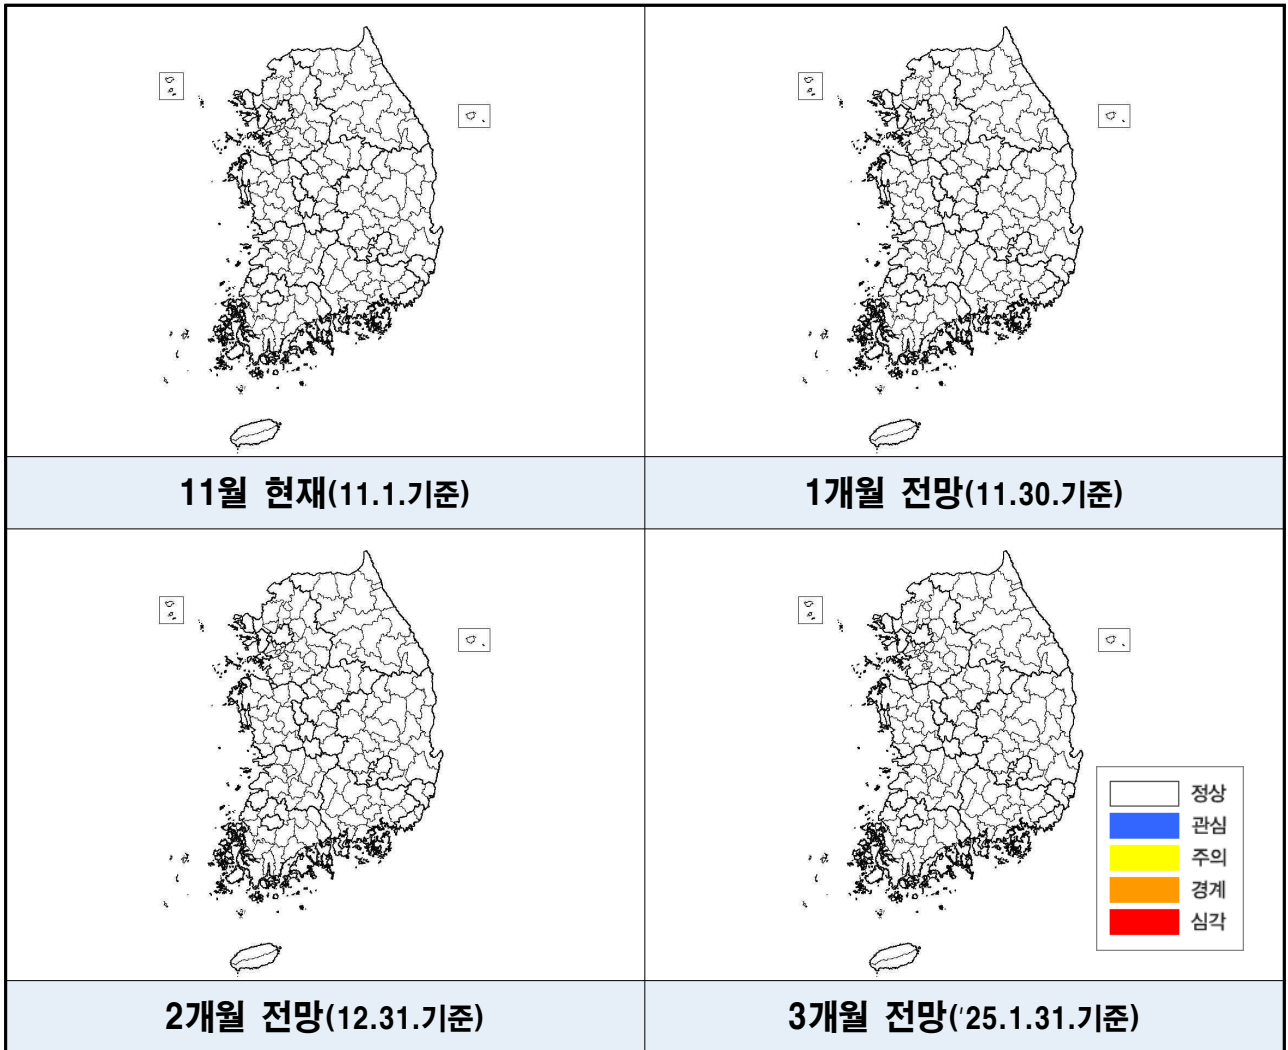 11월 현재(11.1.기준)
1개월 전망(11.30.기준)
정상
관심
주의
경계
심각
2개월 전망(12.31.기준)
3개월 전망('25.1.31.기준)